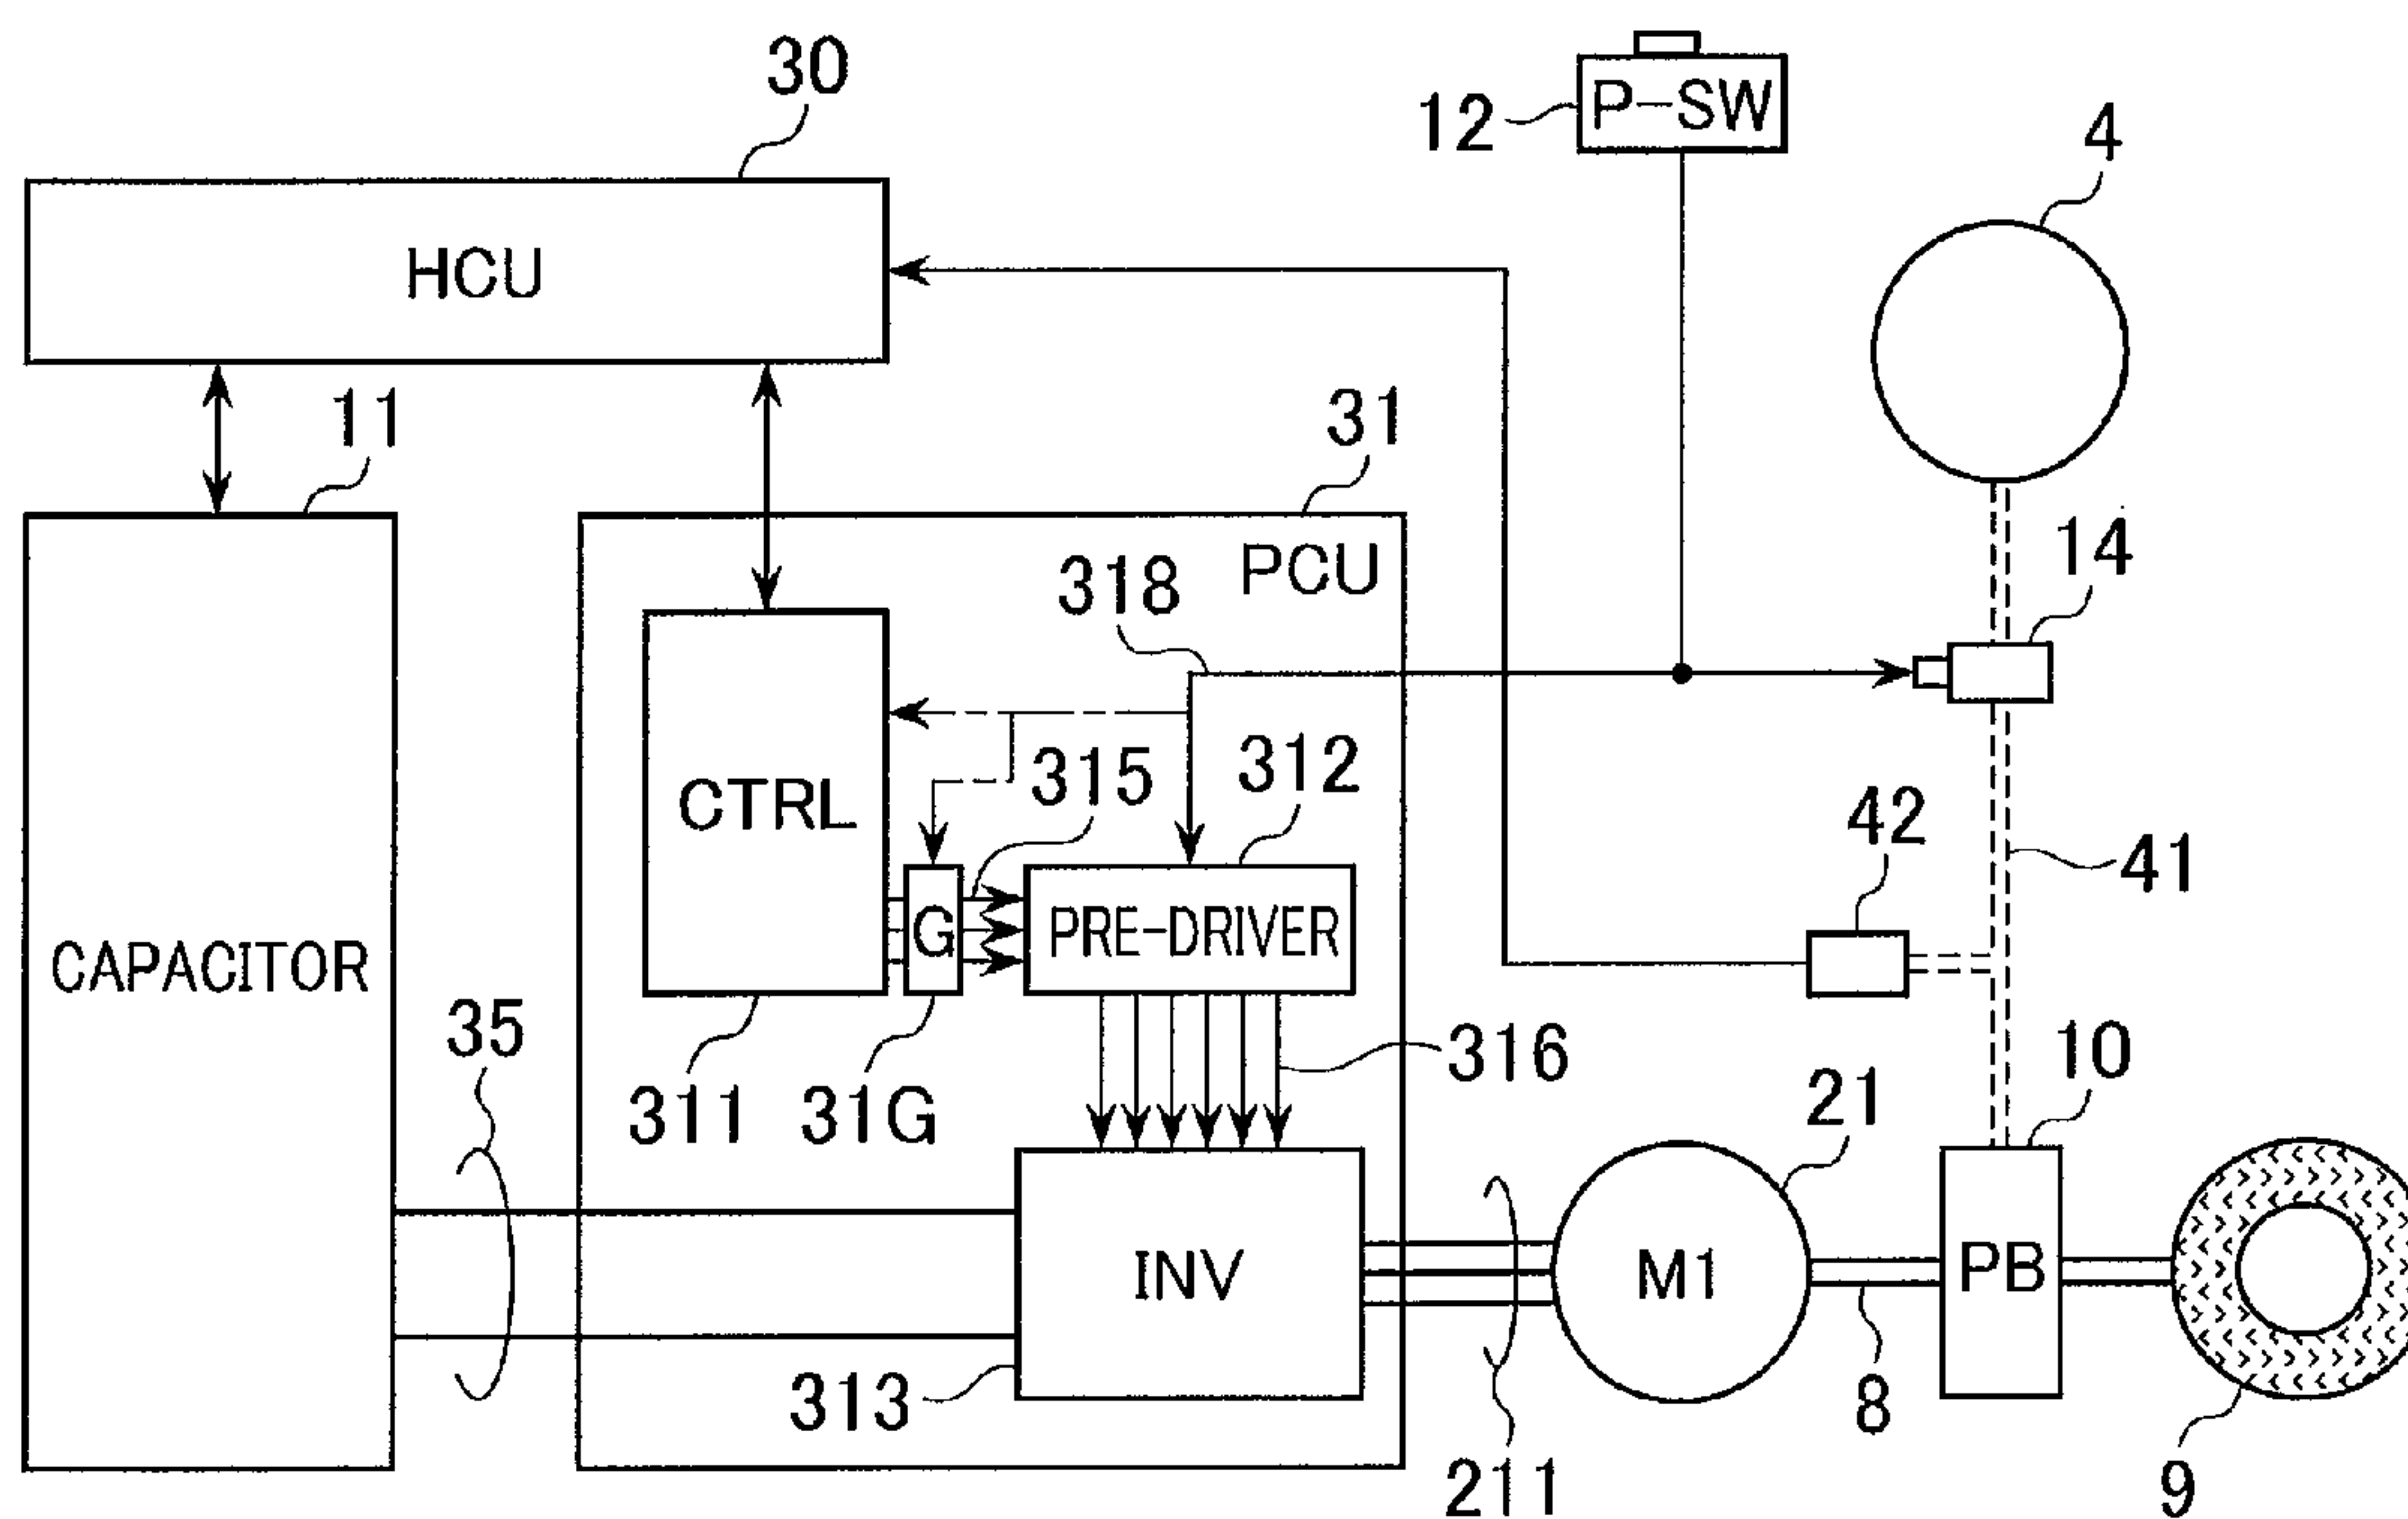 30
P-SW
12
4
HCU
11
31
PCU
318
14
315
312
CTRL
42
41
G
PRE-DRIVER
CAPACITOR
35
316
10
21
311
31G
INV
M1
PB
313
8
211
9